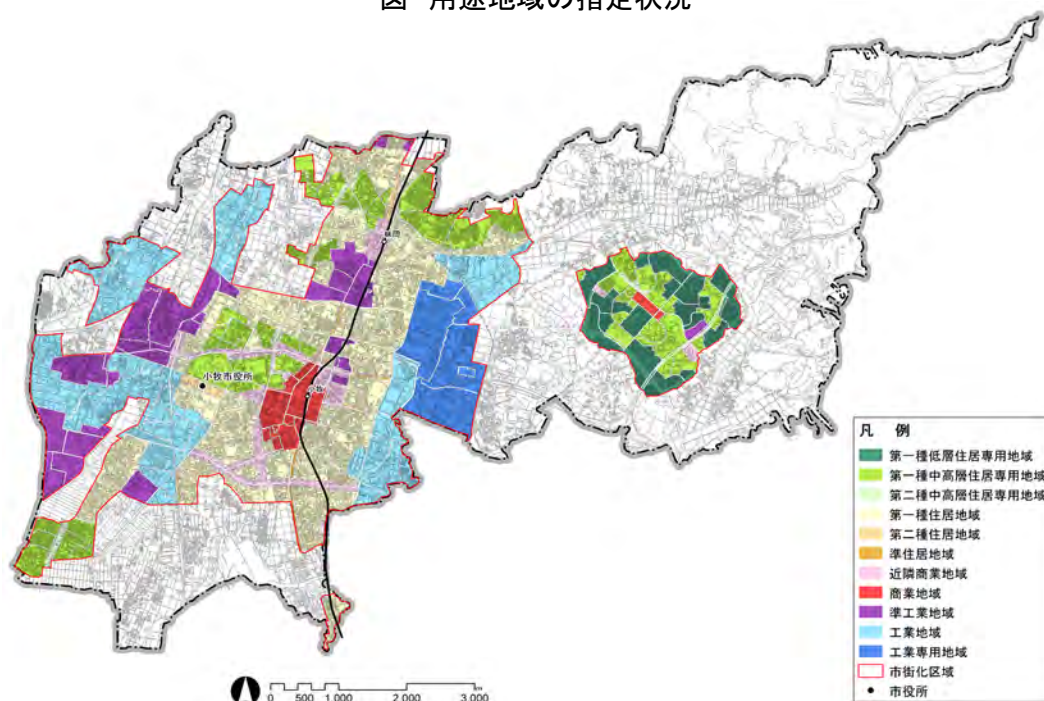 図 用途地域の指定状況
味岡
小牧市役所
小牧
凡 例
第一種低層住居専用地域
第一種中高層住居専用地域
第二種中高層住居専用地域
第一種住居地域
第二種住居地域
準住居地域
近隣商業地域
商業地域
準工業地域
工業地域
工業専用地域
市街化区域
市役所
0 500 1,000 2,000 3,000